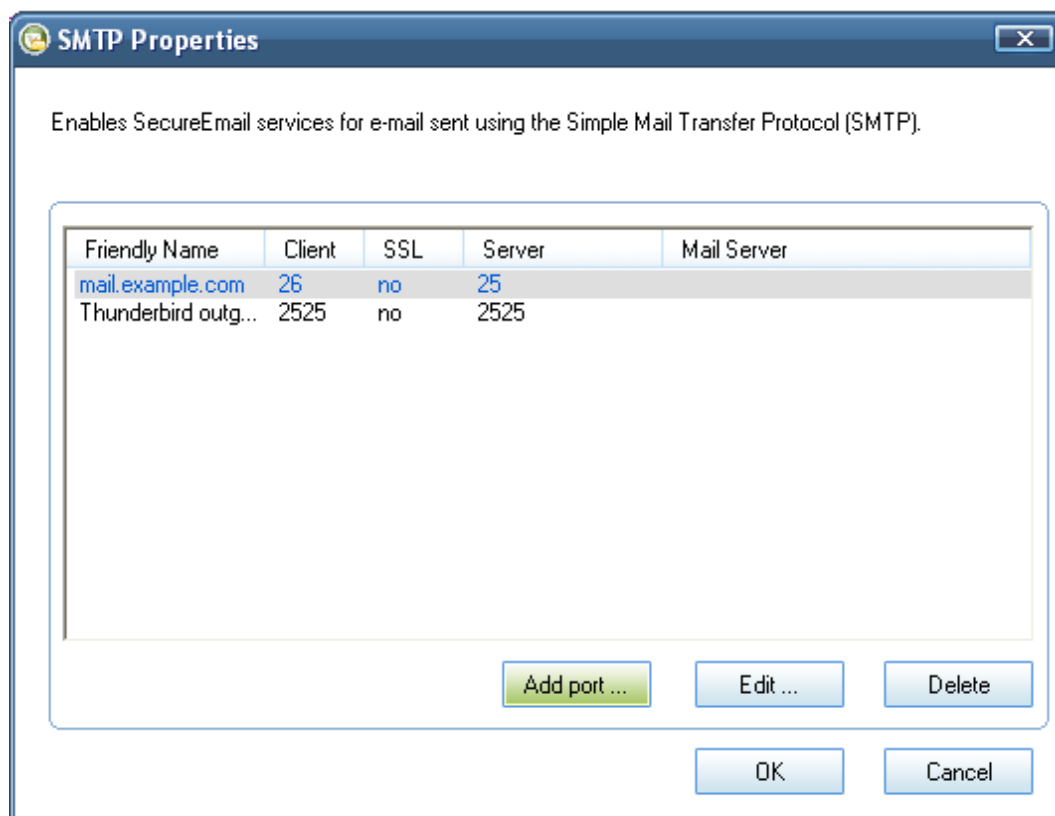 SMTP Properties
Enables SecureEmail services for e-mail sent using the Simple Mail Transfer Protocol (SMTP).
Friendly Name Client SSL Server Mail Server
mail.example.com 26 no 25
Thunderbird outg... 2525 no 2525
Add port ... Edit ... Delete
OK Cancel